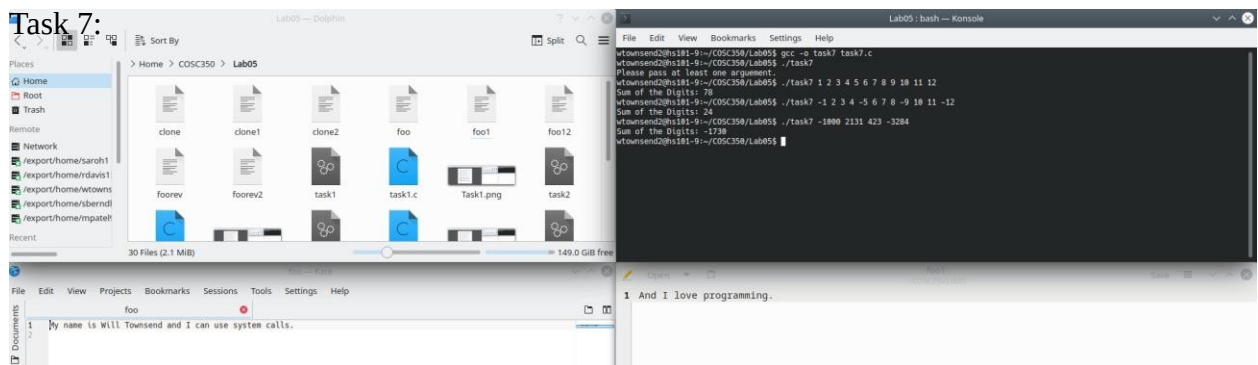 Task 7:
Lab05 — Dolphin
Sort By
Split
Places
Home
Root
Trash
Remote
Network
/export/home/saroh1
/export/home/rdavis1
/export/home/wtowns
/export/home/sberndl
/export/home/mpatel
Recent
> Home > COSC350 > Lab05
clone
clone1
clone2
foo
foo1
foo12
foorev
foorev2
task1
task1.c
Task1.png
task2
30 Files (2.1 MiB)
149.0 GiB free
Lab05 : bash — Konsole
File Edit View Bookmarks Settings Help
wtownsend2@hs101-9:~/COSC350/Lab05$ gcc -o task7 task7.c
wtownsend2@hs101-9:~/COSC350/Lab05$ ./task7
Please pass at least one arguement.
wtownsend2@hs101-9:~/COSC350/Lab05$ ./task7 1 2 3 4 5 6 7 8 9 10 11 12
Sum of the Digits: 78
wtownsend2@hs101-9:~/COSC350/Lab05$ ./task7 -1 2 3 4 -5 6 7 8 -9 10 11 -12
Sum of the Digits: 24
wtownsend2@hs101-9:~/COSC350/Lab05$ ./task7 -1000 2131 423 -3284
Sum of the Digits: -1730
wtownsend2@hs101-9:~/COSC350/Lab05$
foo — Kate
File Edit View Projects Bookmarks Sessions Tools Settings Help
foo
Documents
1 My name is Will Townsend and I can use system calls.
2
Open
foo1
Save
1 And I love programming.